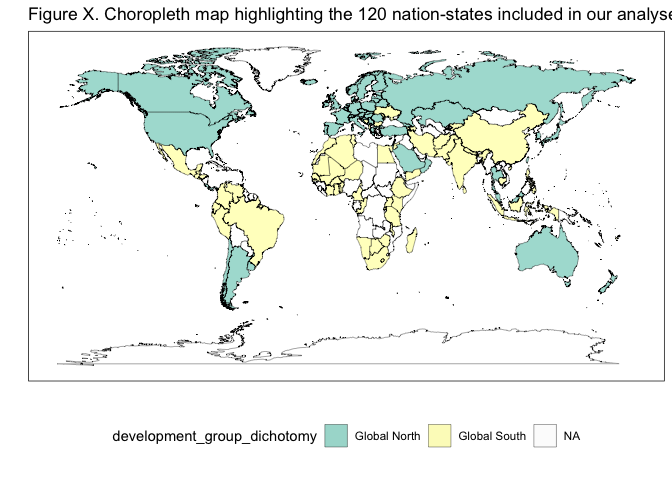 Figure X. Choropleth map highlighting the 120 nation-states included in our analyse
development_group_dichotomy Global North Global South NA